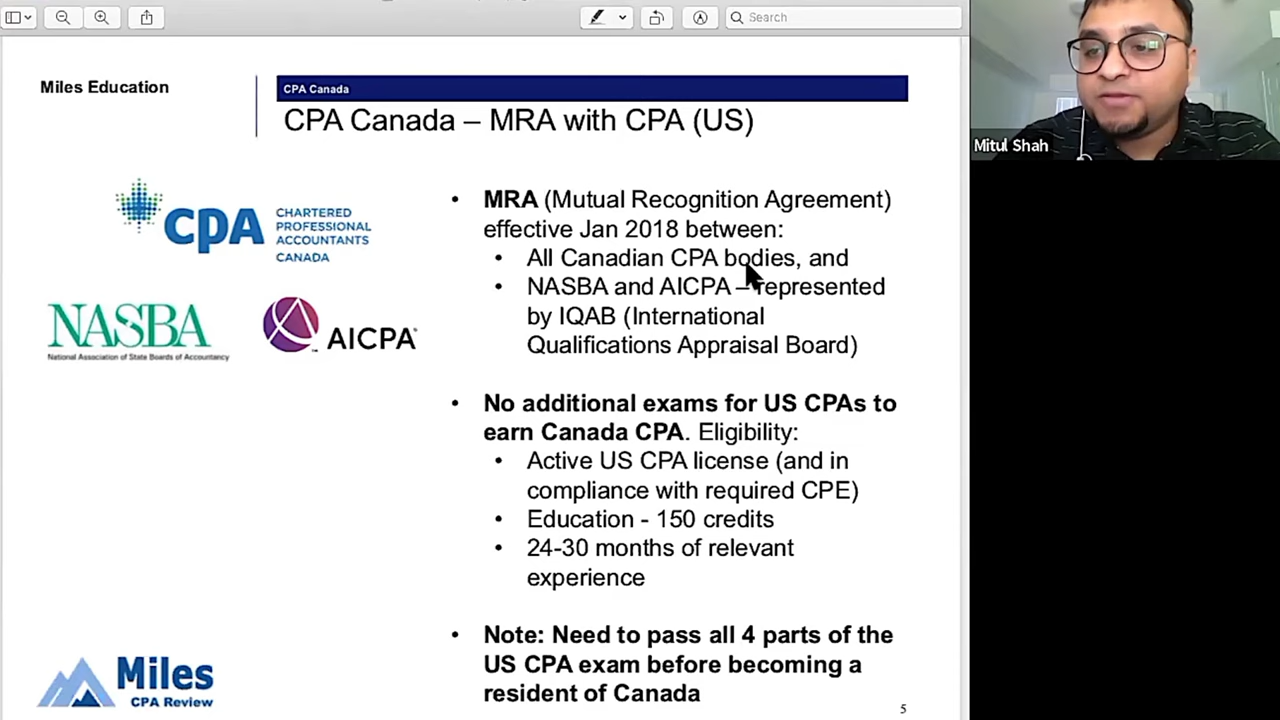 Search
Miles Education
CPA Canada
CPA Canada – MRA with CPA (US)
cpa
CHARTERED
PROFESSIONAL
ACCOUNTANTS
CANADA
NASBA
National Association of State Boards of Accountancy
AICPA
• MRA (Mutual Recognition Agreement)
effective Jan 2018 between:
• All Canadian CPA bodies, and
• NASBA and AICPA – represented
by IQAB (International
Qualifications Appraisal Board)
• No additional exams for US CPAs to
earn Canada CPA. Eligibility:
• Active US CPA license (and in
compliance with required CPE)
• Education - 150 credits
• 24-30 months of relevant
experience
• Note: Need to pass all 4 parts of the
US CPA exam before becoming a
resident of Canada
Miles
CPA Review
5
Mitul Shah